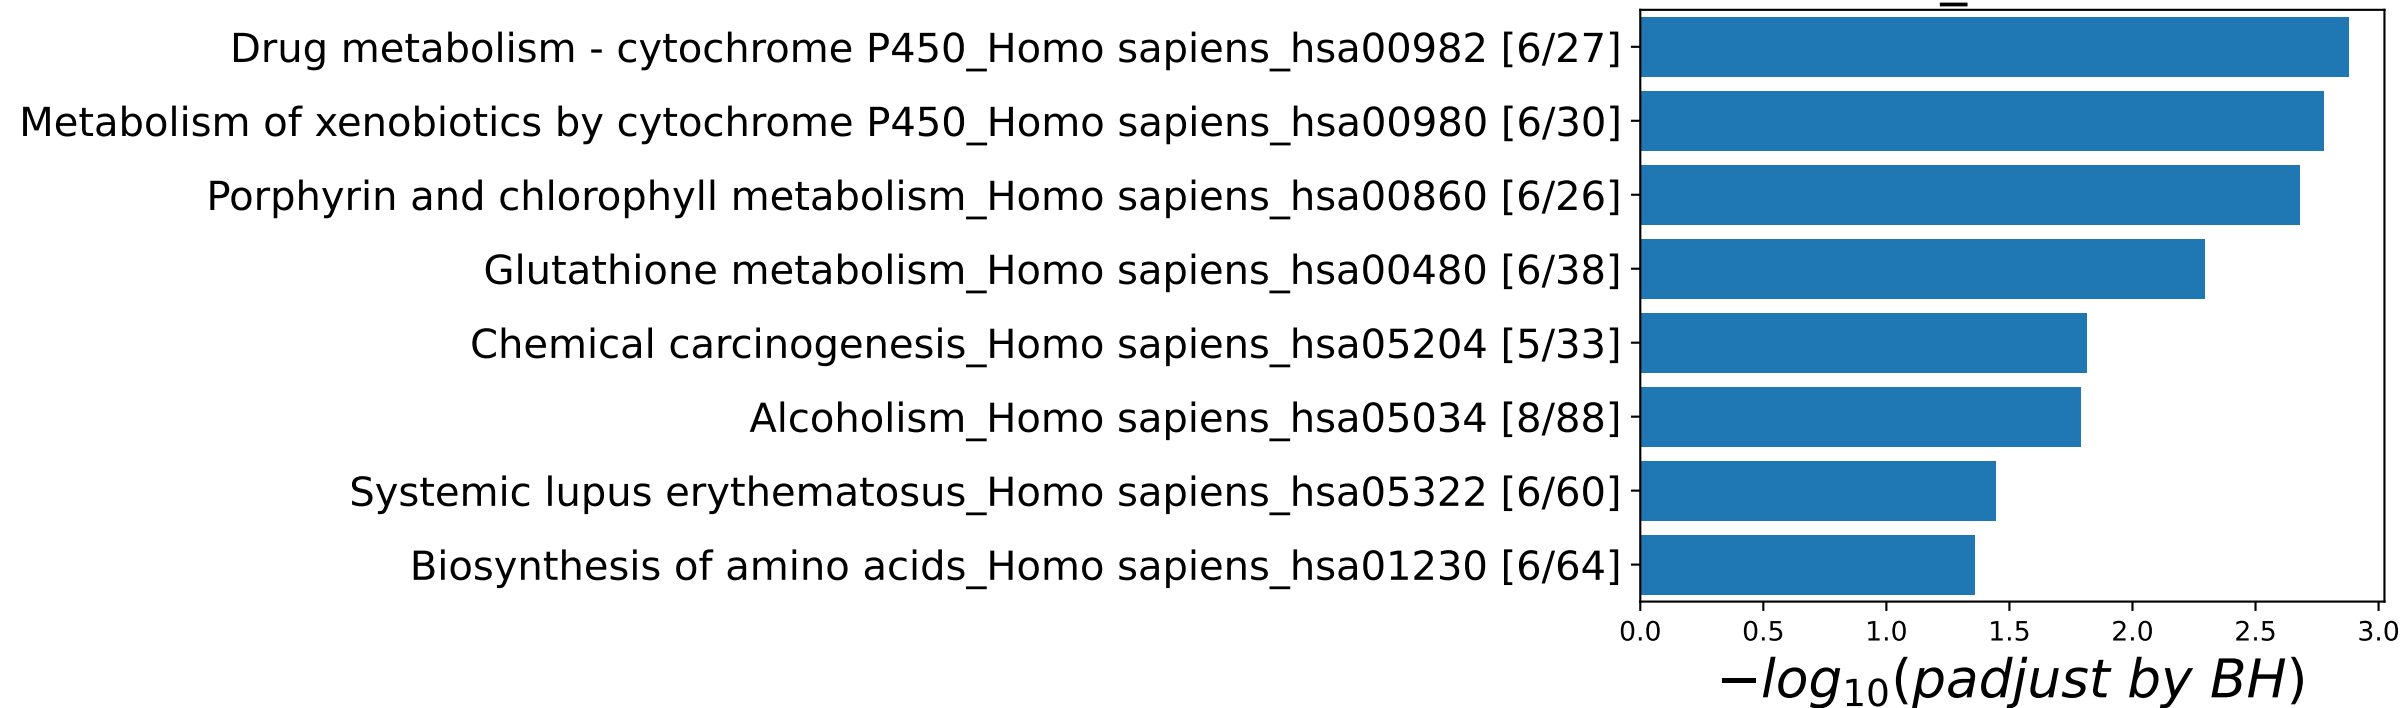 Drug metabolism - cytochrome P450_Homo sapiens_hsa00982 [6/27]
Metabolism of xenobiotics by cytochrome P450_Homo sapiens_hsa00980 [6/30]
Porphyrin and chlorophyll metabolism_Homo sapiens_hsa00860 [6/26]
Glutathione metabolism_Homo sapiens_hsa00480 [6/38]
Chemical carcinogenesis_Homo sapiens_hsa05204 [5/33]
Alcoholism_Homo sapiens_hsa05034 [8/88]
Systemic lupus erythematosus_Homo sapiens_hsa05322 [6/60]
Biosynthesis of amino acids_Homo sapiens_hsa01230 [6/64]
0.0 0.5 1.0 1.5 2.0 2.5 3.0
−log₁₀(padjust by BH)